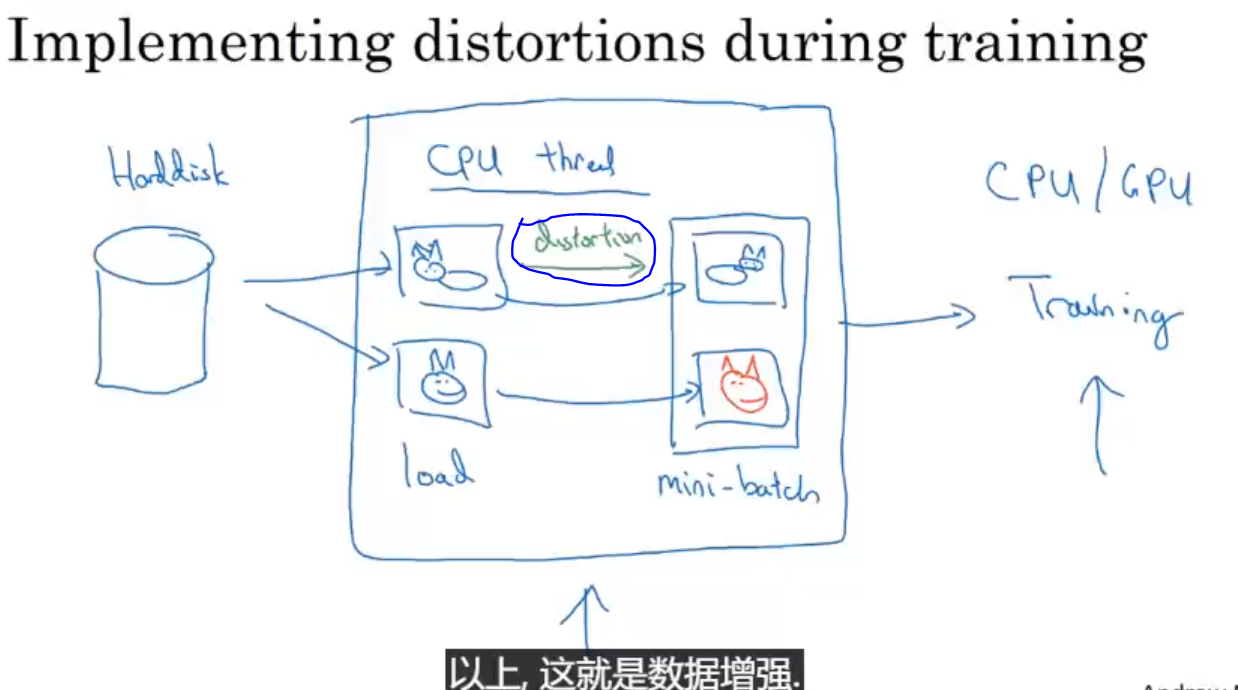 Implementing distortions during training
Harddisk
CPU thread
CPU/GPU
distortion
Training
load
mini-batch
以上, 这就是数据增强.
Andrew